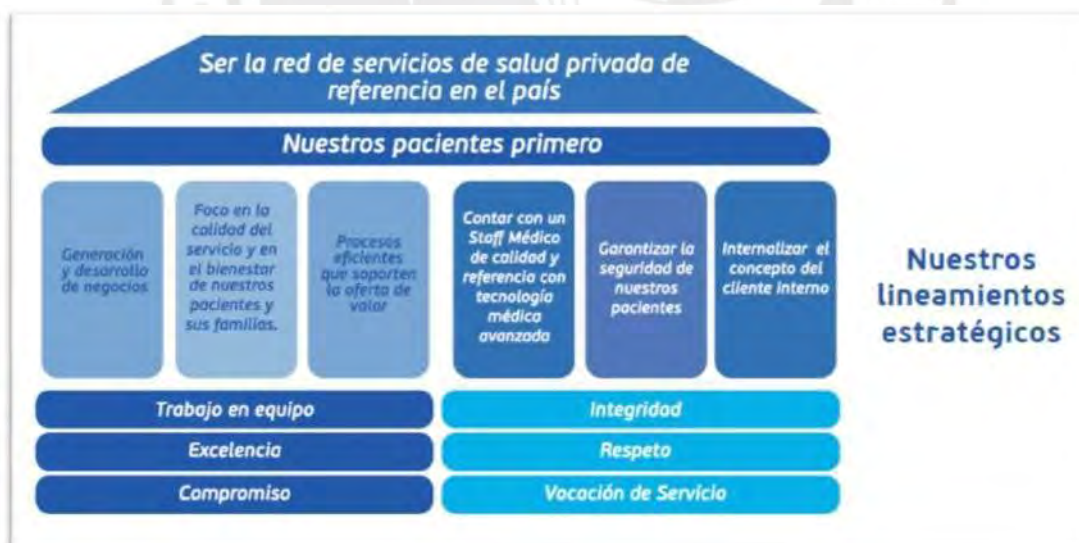 Ser la red de servicios de salud privada de
referencia en el país
Nuestros pacientes primero
Generación
y desarrollo
de negocios
Foco en la
calidad del
servicio y en
el bienestar
de nuestros
pacientes y
sus familias.
Procesos
eficientes
que soporten
la oferta de
valor
Contar con un
Staff Médico
de calidad y
referencia con
tecnología
médica
avanzada
Garantizar la
seguridad de
nuestros
pacientes
Internalizar el
concepto del
cliente interno
Nuestros
lineamientos
estratégicos
Trabajo en equipo
Integridad
Excelencia
Respeto
Compromiso
Vocación de Servicio